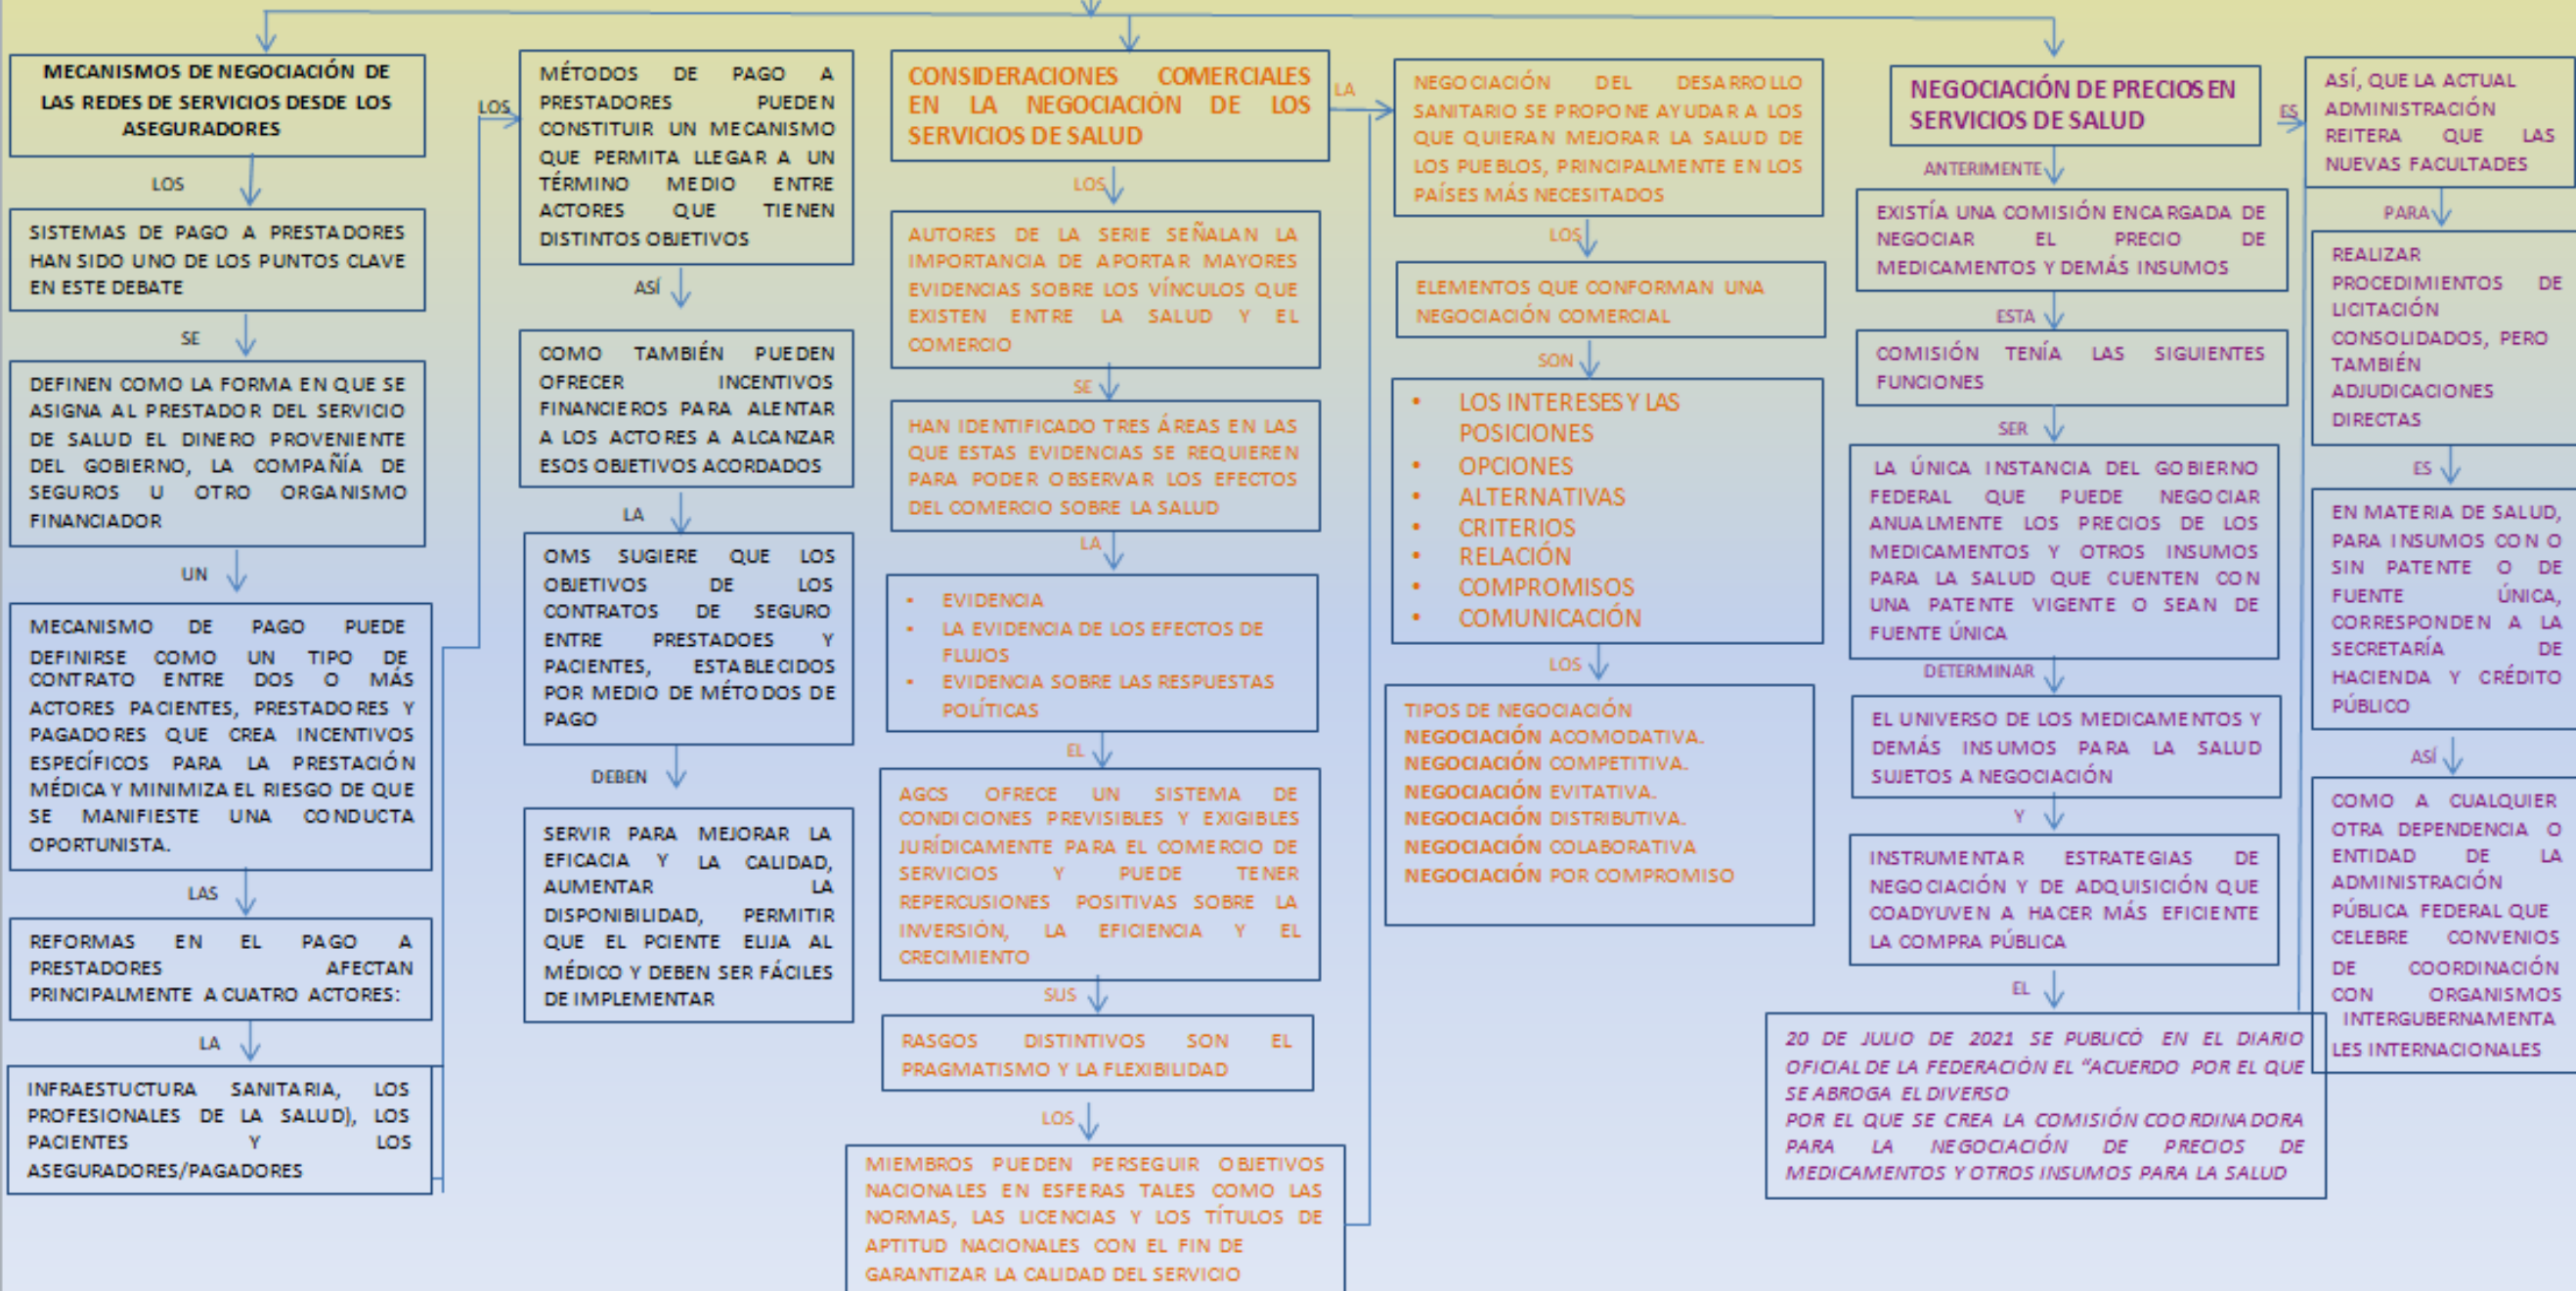 MECANISMOS DE NEGOCIACIÓN DE
LAS REDES DE SERVICIOS DESDE LOS
ASEGURADORES
LOS
SISTEMAS DE PAGO A PRESTADORES
HAN SIDO UNO DE LOS PUNTOS CLAVE
EN ESTE DEBATE
SE
DEFINEN COMO LA FORMA EN QUE SE
ASIGNA AL PRESTADOR DEL SERVICIO
DE SALUD EL DINERO PROVENIENTE
DEL GOBIERNO, LA COMPAÑÍA DE
SEGUROS U OTRO ORGANISMO
FINANCIADOR
UN
MECANISMO DE PAGO PUEDE
DEFINIRSE COMO UN TIPO DE
CONTRATO ENTRE DOS O MÁS
ACTORES PACIENTES, PRESTADORES Y
PAGADORES QUE CREA INCENTIVOS
ESPECÍFICOS PARA LA PRESTACIÓN
MÉDICA Y MINIMIZA EL RIESGO DE QUE
SE MANIFIESTE UNA CONDUCTA
OPORTUNISTA.
LAS
REFORMAS EN EL PAGO A
PRESTADORES AFECTAN
PRINCIPALMENTE A CUATRO ACTORES:
LA
INFRAESTUCTURA SANITARIA, LOS
PROFESIONALES DE LA SALUD), LOS
PACIENTES Y LOS
ASEGURADORES/PAGADORES
LOS
MÉTODOS DE PAGO A
PRESTADORES PUEDEN
CONSTITUIR UN MECANISMO
QUE PERMITA LLEGAR A UN
TÉRMINO MEDIO ENTRE
ACTORES QUE TIENEN
DISTINTOS OBJETIVOS
ASÍ
COMO TAMBIÉN PUEDEN
OFRECER INCENTIVOS
FINANCIEROS PARA ALENTAR
A LOS ACTORES A ALCANZAR
ESOS OBJETIVOS ACORDADOS
LA
OMS SUGIERE QUE LOS
OBJETIVOS DE LOS
CONTRATOS DE SEGURO
ENTRE PRESTADOES Y
PACIENTES, ESTABLECIDOS
POR MEDIO DE MÉTODOS DE
PAGO
DEBEN
SERVIR PARA MEJORAR LA
EFICACIA Y LA CALIDAD,
AUMENTAR LA
DISPONIBILIDAD, PERMITIR
QUE EL PCIENTE ELIJA AL
MÉDICO Y DEBEN SER FÁCILES
DE IMPLEMENTAR
CONSIDERACIONES COMERCIALES
EN LA NEGOCIACIÓN DE LOS
SERVICIOS DE SALUD
LOS
AUTORES DE LA SERIE SEÑALAN LA
IMPORTANCIA DE APORTAR MAYORES
EVIDENCIAS SOBRE LOS VÍNCULOS QUE
EXISTEN ENTRE LA SALUD Y EL
COMERCIO
SE
HAN IDENTIFICADO TRES ÁREAS EN LAS
QUE ESTAS EVIDENCIAS SE REQUIEREN
PARA PODER OBSERVAR LOS EFECTOS
DEL COMERCIO SOBRE LA SALUD
LA
• EVIDENCIA
• LA EVIDENCIA DE LOS EFECTOS DE
FLUJOS
• EVIDENCIA SOBRE LAS RESPUESTAS
POLÍTICAS
EL
AGCS OFRECE UN SISTEMA DE
CONDICIONES PREVISIBLES Y EXIGIBLES
JURÍDICAMENTE PARA EL COMERCIO DE
SERVICIOS Y PUEDE TENER
REPERCUSIONES POSITIVAS SOBRE LA
INVERSIÓN, LA EFICIENCIA Y EL
CRECIMIENTO
SUS
RASGOS DISTINTIVOS SON EL
PRAGMATISMO Y LA FLEXIBILIDAD
LOS
MIEMBROS PUEDEN PERSEGUIR OBJETIVOS
NACIONALES EN ESFERAS TALES COMO LAS
NORMAS, LAS LICENCIAS Y LOS TÍTULOS DE
APTITUD NACIONALES CON EL FIN DE
GARANTIZAR LA CALIDAD DEL SERVICIO
LA
NEGOCIACIÓN DEL DESARROLLO
SANITARIO SE PROPONE AYUDAR A LOS
QUE QUIERAN MEJORAR LA SALUD DE
LOS PUEBLOS, PRINCIPALMENTE EN LOS
PAÍSES MÁS NECESITADOS
LOS
ELEMENTOS QUE CONFORMAN UNA
NEGOCIACIÓN COMERCIAL
SON
• LOS INTERESES Y LAS
POSICIONES
• OPCIONES
• ALTERNATIVAS
• CRITERIOS
• RELACIÓN
• COMPROMISOS
• COMUNICACIÓN
LOS
TIPOS DE NEGOCIACIÓN
NEGOCIACIÓN ACOMODATIVA.
NEGOCIACIÓN COMPETITIVA.
NEGOCIACIÓN EVITATIVA.
NEGOCIACIÓN DISTRIBUTIVA.
NEGOCIACIÓN COLABORATIVA
NEGOCIACIÓN POR COMPROMISO
NEGOCIACIÓN DE PRECIOS EN
SERVICIOS DE SALUD
ANTERIMENTE
EXISTÍA UNA COMISIÓN ENCARGADA DE
NEGOCIAR EL PRECIO DE
MEDICAMENTOS Y DEMÁS INSUMOS
ESTA
COMISIÓN TENÍA LAS SIGUIENTES
FUNCIONES
SER
LA ÚNICA INSTANCIA DEL GOBIERNO
FEDERAL QUE PUEDE NEGOCIAR
ANUALMENTE LOS PRECIOS DE LOS
MEDICAMENTOS Y OTROS INSUMOS
PARA LA SALUD QUE CUENTEN CON
UNA PATENTE VIGENTE O SEAN DE
FUENTE ÚNICA
DETERMINAR
EL UNIVERSO DE LOS MEDICAMENTOS Y
DEMÁS INSUMOS PARA LA SALUD
SUJETOS A NEGOCIACIÓN
Y
INSTRUMENTAR ESTRATEGIAS DE
NEGOCIACIÓN Y DE ADQUISICIÓN QUE
COADYUVEN A HACER MÁS EFICIENTE
LA COMPRA PÚBLICA
EL
20 DE JULIO DE 2021 SE PUBLICÓ EN EL DIARIO
OFICIAL DE LA FEDERACIÓN EL “ACUERDO POR EL QUE
SE ABROGA EL DIVERSO
POR EL QUE SE CREA LA COMISIÓN COORDINADORA
PARA LA NEGOCIACIÓN DE PRECIOS DE
MEDICAMENTOS Y OTROS INSUMOS PARA LA SALUD
ES
ASÍ, QUE LA ACTUAL
ADMINISTRACIÓN
REITERA QUE LAS
NUEVAS FACULTADES
PARA
REALIZAR
PROCEDIMIENTOS DE
LICITACIÓN
CONSOLIDADOS, PERO
TAMBIÉN
ADJUDICACIONES
DIRECTAS
ES
EN MATERIA DE SALUD,
PARA INSUMOS CON O
SIN PATENTE O DE
FUENTE ÚNICA,
CORRESPONDEN A LA
SECRETARÍA DE
HACIENDA Y CRÉDITO
PÚBLICO
ASÍ
COMO A CUALQUIER
OTRA DEPENDENCIA O
ENTIDAD DE LA
ADMINISTRACIÓN
PÚBLICA FEDERAL QUE
CELEBRE CONVENIOS
DE COORDINACIÓN
CON ORGANISMOS
INTERGUBERNAMENTA
LES INTERNACIONALES